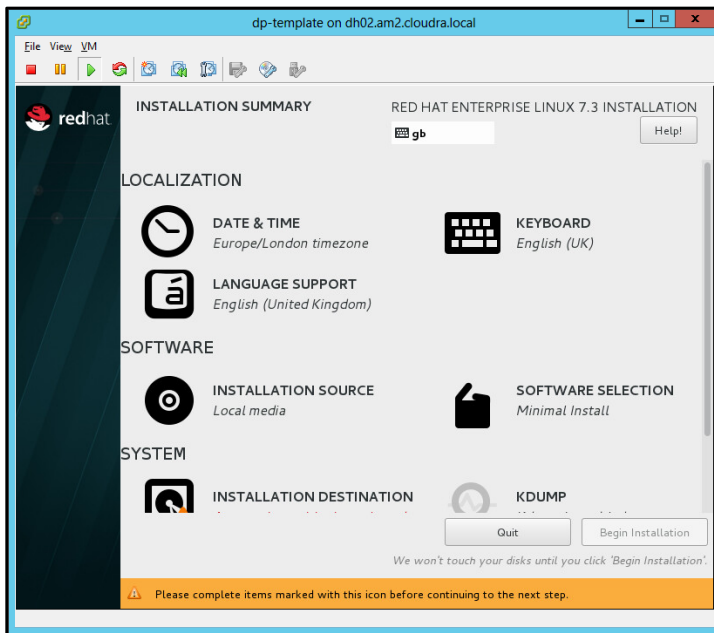 dp-template on dh02.am2.cloudra.local
File View VM
redhat.
INSTALLATION SUMMARY
RED HAT ENTERPRISE LINUX 7.3 INSTALLATION
gb
Help!
LOCALIZATION
DATE & TIME
Europe/London timezone
KEYBOARD
English (UK)
á
LANGUAGE SUPPORT
English (United Kingdom)
SOFTWARE
INSTALLATION SOURCE
Local media
SOFTWARE SELECTION
Minimal Install
SYSTEM
INSTALLATION DESTINATION
KDUMP
Quit
Begin Installation
We won't touch your disks until you click 'Begin Installation'.
Please complete items marked with this icon before continuing to the next step.